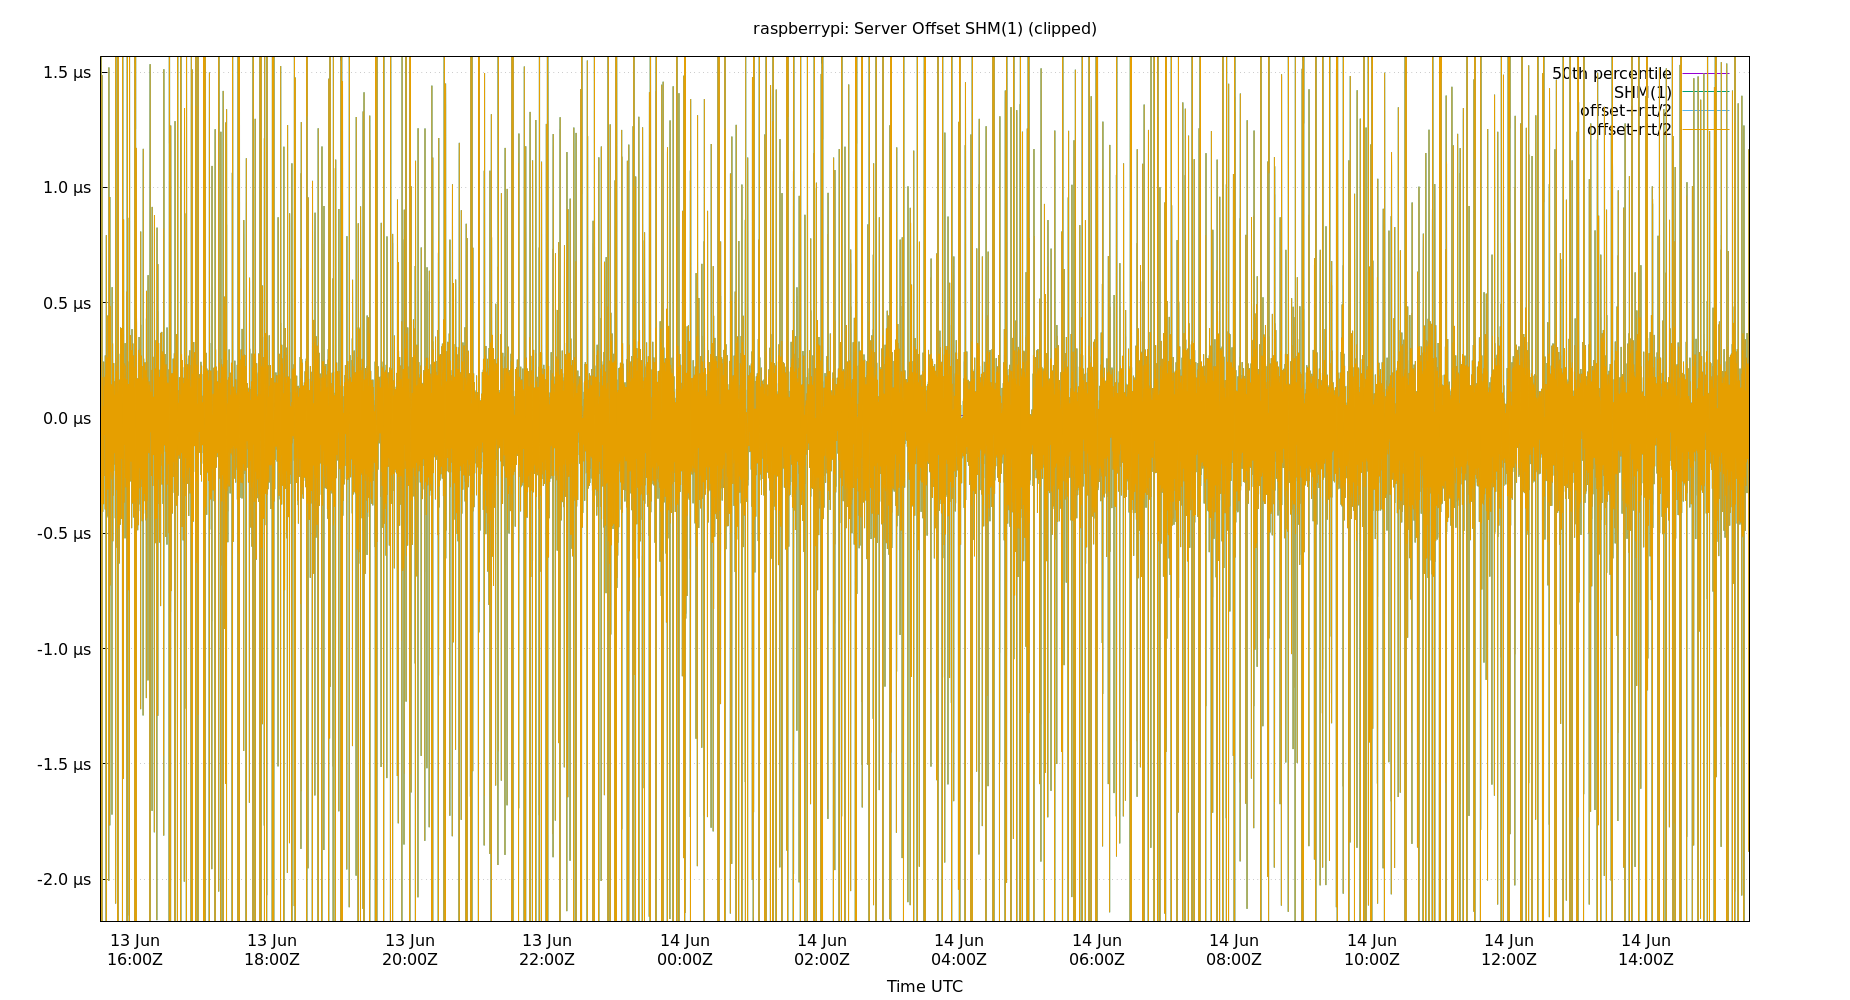 raspberrypi: Server Offset SHM(1) (clipped)
1.5 µs
1.0 µs
0.5 µs
0.0 µs
-0.5 µs
-1.0 µs
-1.5 µs
-2.0 µs
50th percentile
SHM(1)
offset+rtt/2
offset-rtt/2
13 Jun 13 Jun 13 Jun 13 Jun 14 Jun 14 Jun 14 Jun 14 Jun 14 Jun 14 Jun 14 Jun 14 Jun
16:00Z 18:00Z 20:00Z 22:00Z 00:00Z 02:00Z 04:00Z 06:00Z 08:00Z 10:00Z 12:00Z 14:00Z
Time UTC